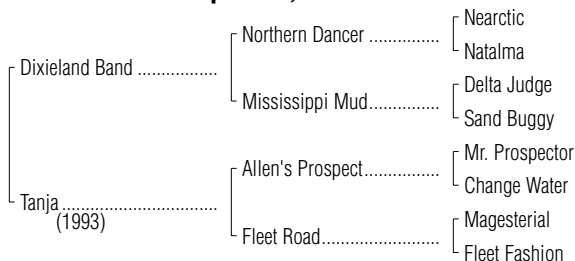 Nearctic
Northern Dancer ................
Natalma
Dixieland Band .................
Delta Judge
Mississippi Mud................
Sand Buggy
Mr. Prospector
Allen's Prospect.................
Change Water
Tanja ....................................
(1993)
Magesterial
Fleet Road...........................
Fleet Fashion